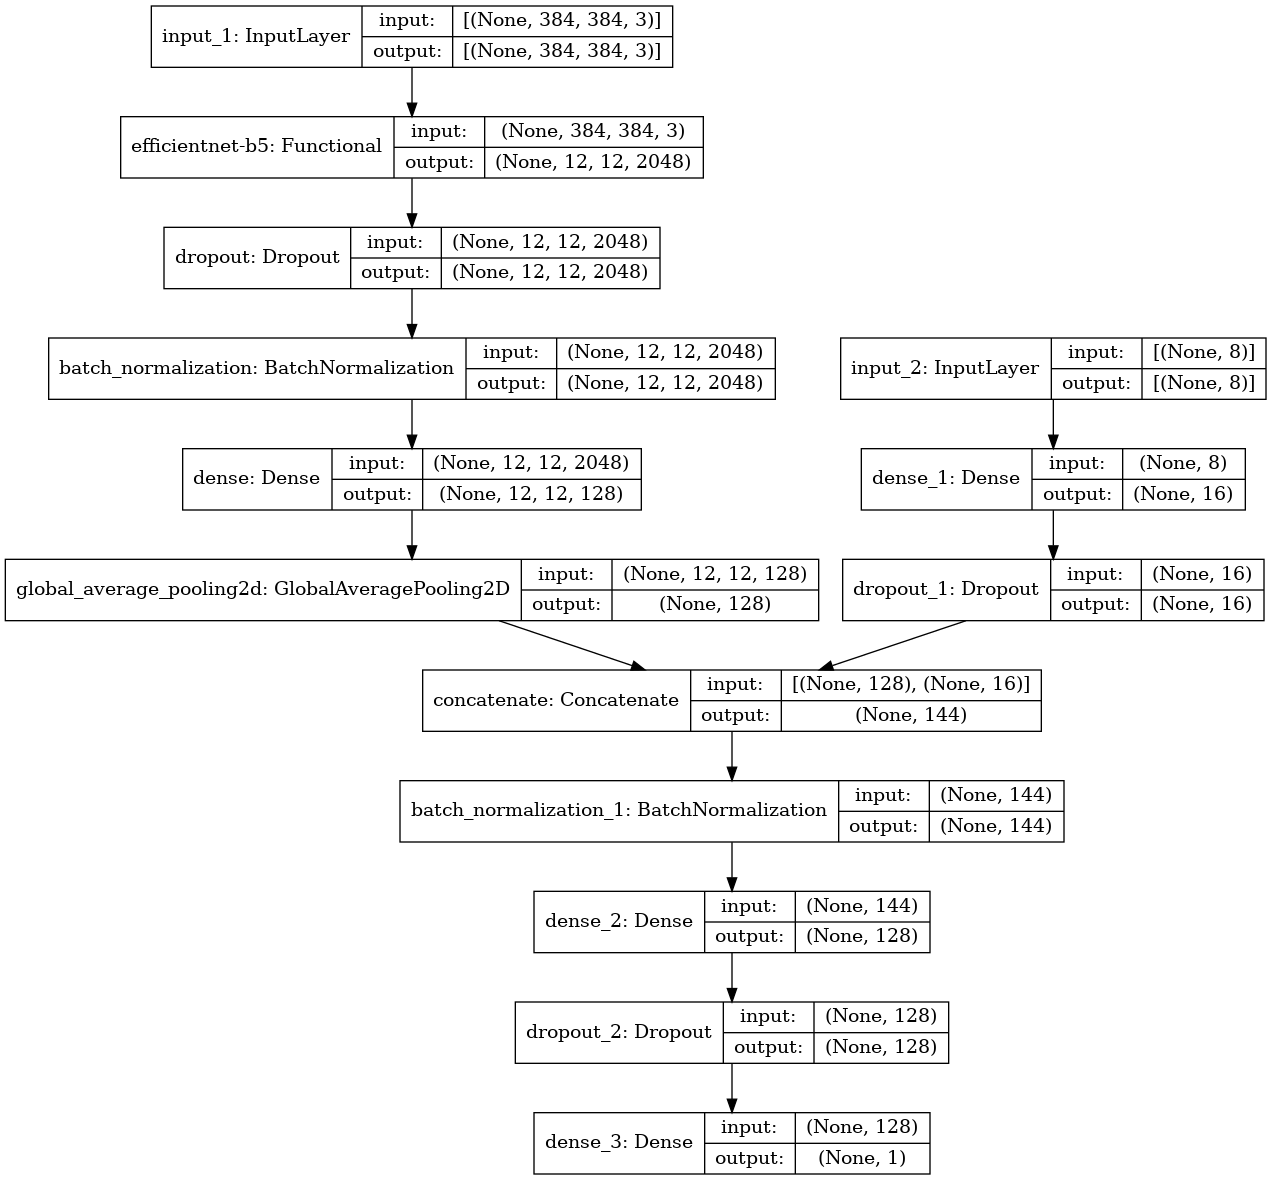 input_1: InputLayer
input: [(None, 384, 384, 3)]
output: [(None, 384, 384, 3)]
efficientnet-b5: Functional
input: (None, 384, 384, 3)
output: (None, 12, 12, 2048)
dropout: Dropout
input: (None, 12, 12, 2048)
output: (None, 12, 12, 2048)
batch_normalization: BatchNormalization
input: (None, 12, 12, 2048)
output: (None, 12, 12, 2048)
input_2: InputLayer
input: [(None, 8)]
output: [(None, 8)]
dense: Dense
input: (None, 12, 12, 2048)
output: (None, 12, 12, 128)
dense_1: Dense
input: (None, 8)
output: (None, 16)
global_average_pooling2d: GlobalAveragePooling2D
input: (None, 12, 12, 128)
output: (None, 128)
dropout_1: Dropout
input: (None, 16)
output: (None, 16)
concatenate: Concatenate
input: [(None, 128), (None, 16)]
output: (None, 144)
batch_normalization_1: BatchNormalization
input: (None, 144)
output: (None, 144)
dense_2: Dense
input: (None, 144)
output: (None, 128)
dropout_2: Dropout
input: (None, 128)
output: (None, 128)
dense_3: Dense
input: (None, 128)
output: (None, 1)